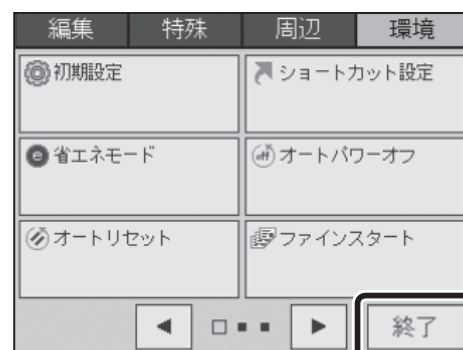 編集 特殊 周辺 環境
初期設定 ショートカット設定
省エネモード オートパワーオフ
オートリセット ファインスタート
終了